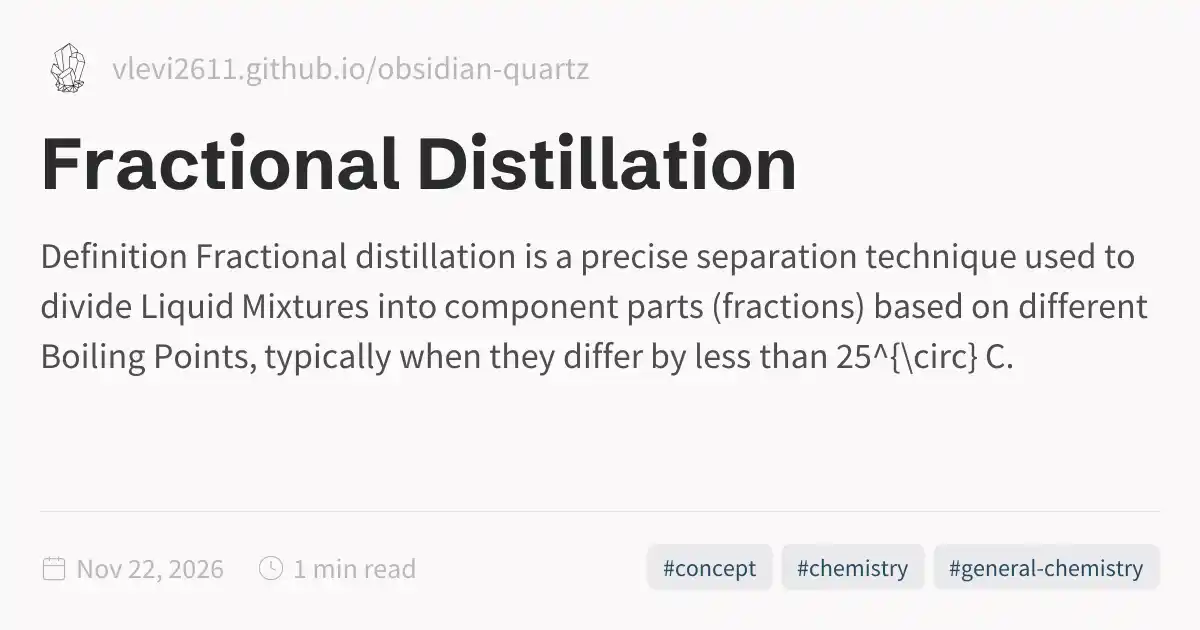 vlevi2611.github.io/obsidian-quartz
Fractional Distillation
Definition Fractional distillation is a precise separation technique used to
divide Liquid Mixtures into component parts (fractions) based on different
Boiling Points, typically when they differ by less than 25^{\circ} C.
Nov 22, 2026 1 min read #concept #chemistry #general-chemistry